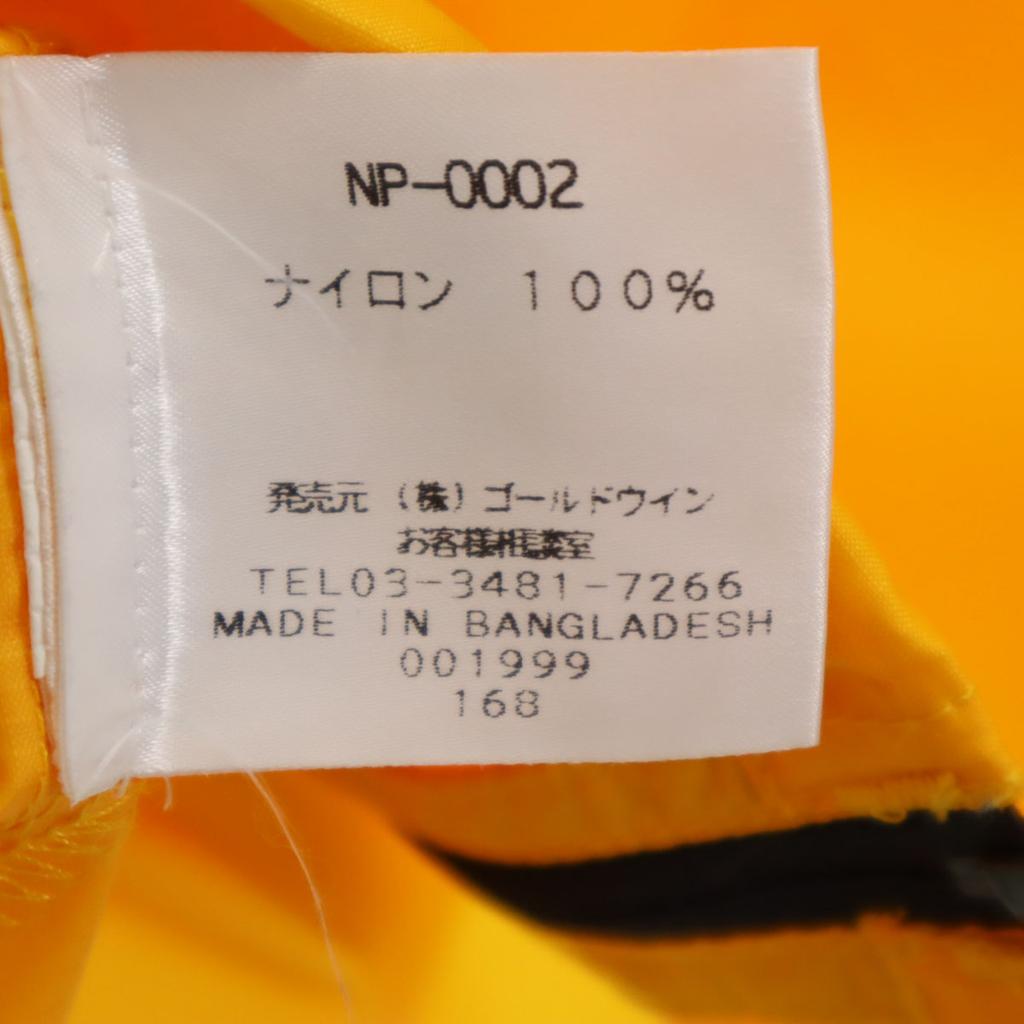 NP-0002
ナイロン 100%
発売元 (株) ゴールドウイン
お客様相談室
TEL03-3481-7266
MADE IN BANGLADESH
001999
168